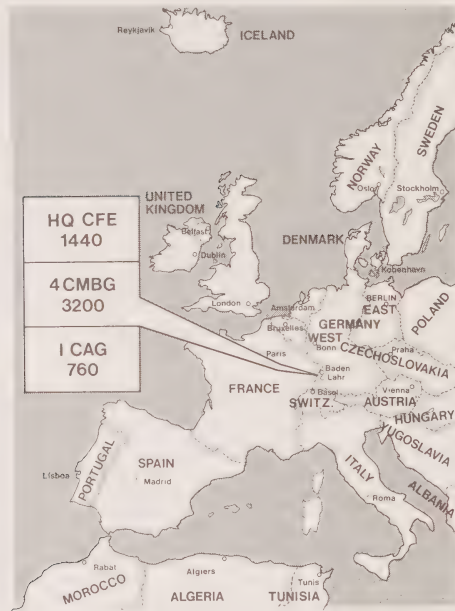 Reykjavik
ICELAND
SWEDEN
NORWAY
Oslo
Stockholm
UNITED
KINGDOM
Belfast
Dublin
DENMARK
København
HQ CFE
1440
4 CMBG
3200
1 CAG
760
London
Amsterdam
BERLIN
EAST
GERMANY
WEST
POLAND
Bruxelles
Bonn
Praha
CZECHOSLOVAKIA
Paris
Baden
Lahr
Basel
Vienna
FRANCE
SWITZ.
AUSTRIA
HUNGARY
YUGOSLAVIA
PORTUGAL
SPAIN
ITALY
Lisboa
Madrid
Roma
ALBANIA
Rabat
Algiers
Tunis
MOROCCO
ALGERIA
TUNISIA